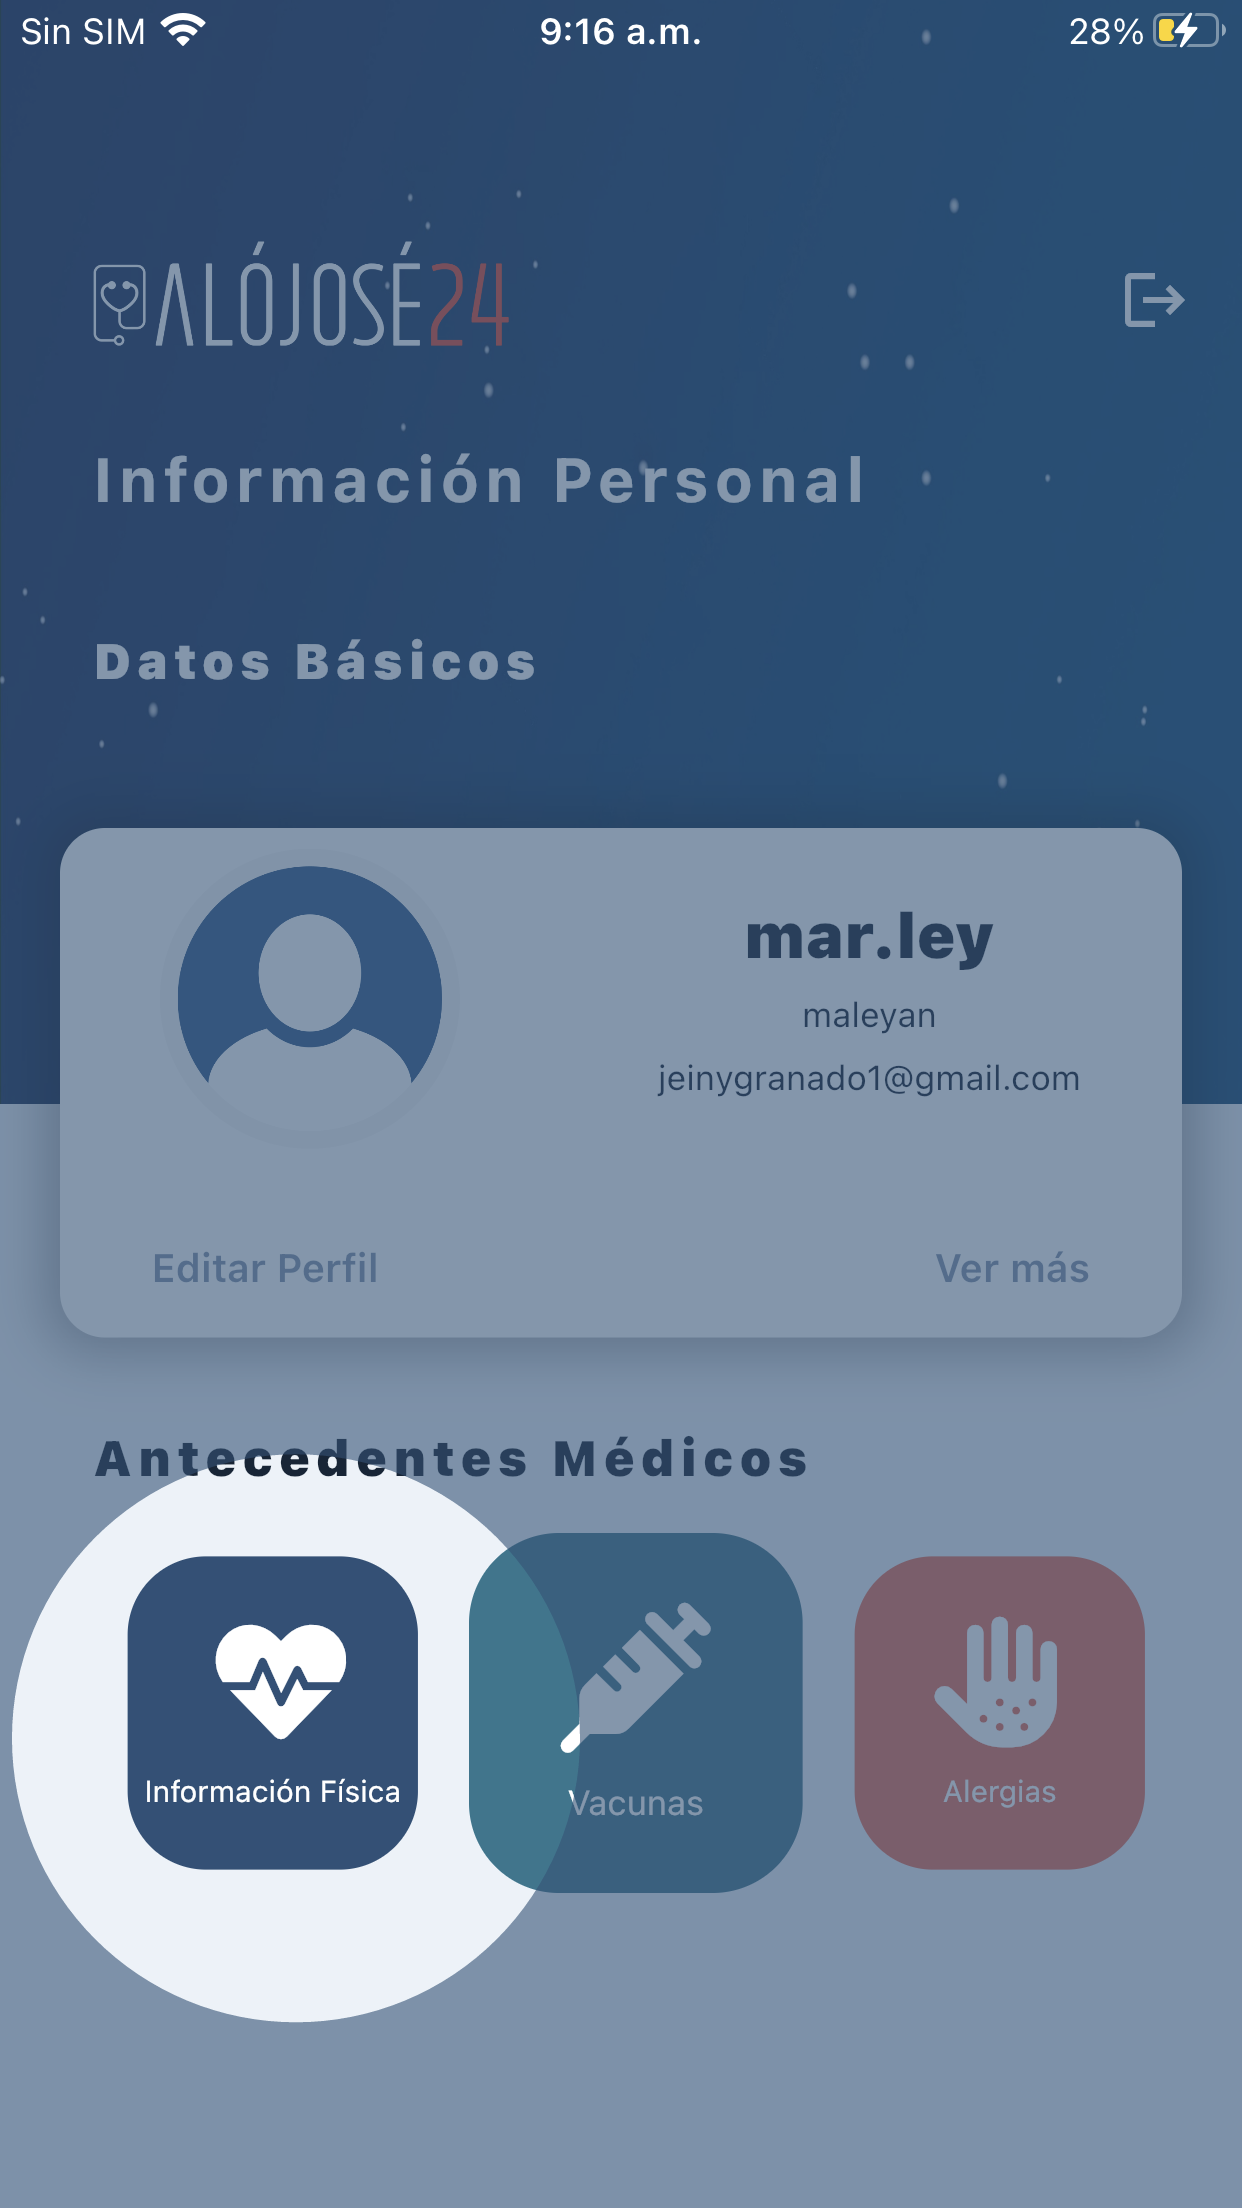 Sin SIM 9:16 a.m. 28%
ALÓJOSÉ24
Información Personal
Datos Básicos
mar.ley
maleyan
jeinygranado1@gmail.com
Editar Perfil Ver más
Antecedentes Médicos
Información Física Vacunas Alergias